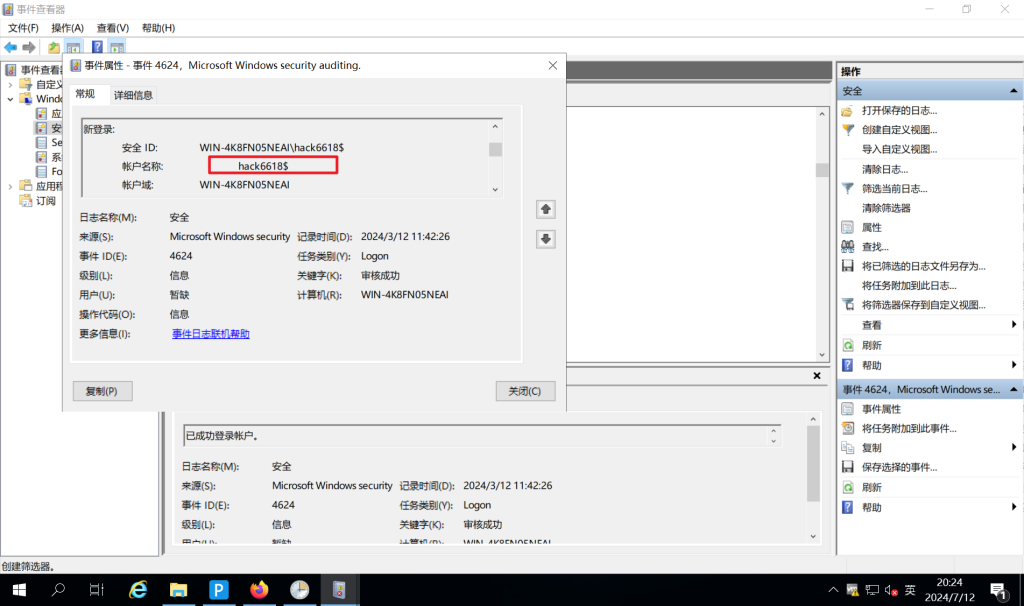 事件查看器
文件(F) 操作(A) 查看(V) 帮助(H)
事件查看器
自定义
Windo
应
安
Se
系
Fo
应用程
订阅
事件属性 - 事件 4624，Microsoft Windows security auditing.
常规 详细信息
新登录:
安全 ID: WIN-4K8FN05NEAI\hack6618$
帐户名称: hack6618$
帐户域: WIN-4K8FN05NEAI
日志名称(M): 安全
来源(S): Microsoft Windows security 记录时间(D): 2024/3/12 11:42:26
事件 ID(E): 4624 任务类别(Y): Logon
级别(L): 信息 关键字(K): 审核成功
用户(U): 暂缺 计算机(R): WIN-4K8FN05NEAI
操作代码(O): 信息
更多信息(I): 事件日志联机帮助
复制(P) 关闭(C)
已成功登录帐户。
日志名称(M): 安全
来源(S): Microsoft Windows security 记录时间(D): 2024/3/12 11:42:26
事件 ID(E): 4624 任务类别(Y): Logon
级别(L): 信息 关键字(K): 审核成功
用户(U): 暂缺 计算机(R): WIN-4K8FN05NEAI
操作
安全
打开保存的日志...
创建自定义视图...
导入自定义视图...
清除日志...
筛选当前日志...
清除筛选器
属性
查找...
将已筛选的日志文件另存为...
将任务附加到此日志...
将筛选器保存到自定义视图...
查看
刷新
帮助
事件 4624，Microsoft Windows se...
事件属性
将任务附加到此事件...
复制
保存选择的事件...
刷新
帮助
创建筛选器。
英
20:24
2024/7/12
1